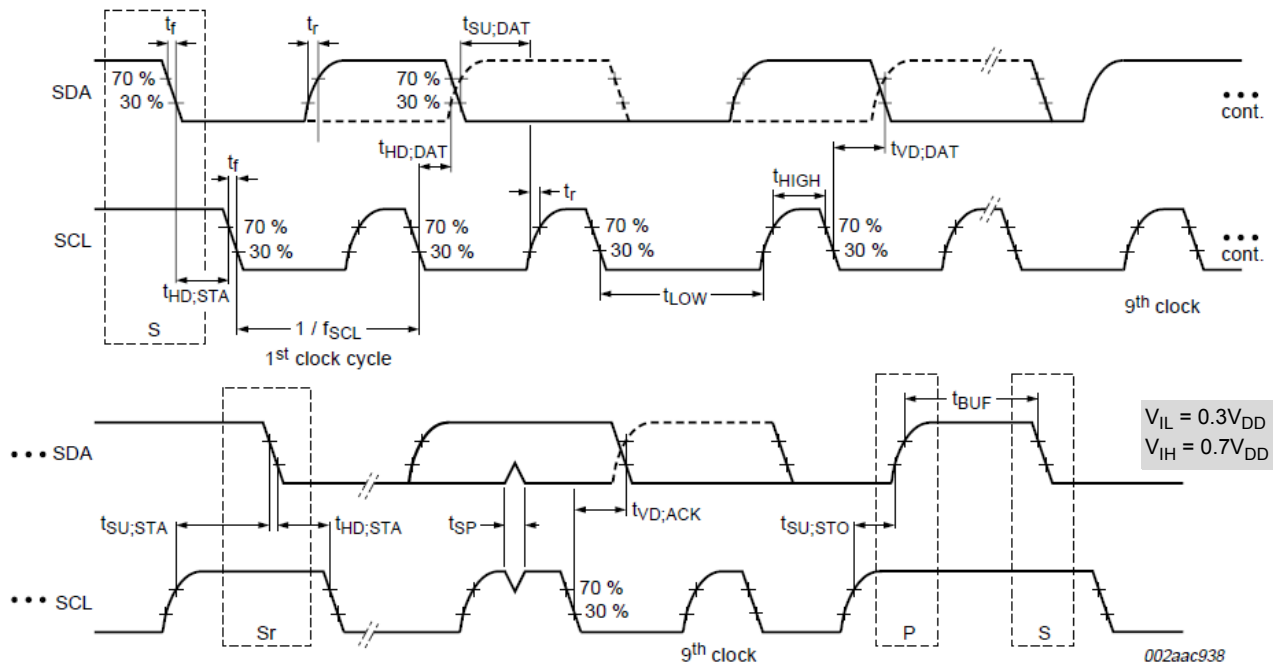 tf tr tSU;DAT
SDA 70 % 30 % 70 % 30 % ••• cont.
tHD;DAT tVD;DAT
tf tr tHIGH
SCL 70 % 30 % 70 % 30 % 70 % 30 % 70 % 30 % ••• cont.
tHD;STA tLOW
S 1 / fSCL 9th clock
1st clock cycle
tBUF
••• SDA
VIL = 0.3VDD
VIH = 0.7VDD
tSU;STA tHD;STA tSP tVD;ACK tSU;STO
••• SCL 70 % 30 %
Sr 9th clock P S
002aac938